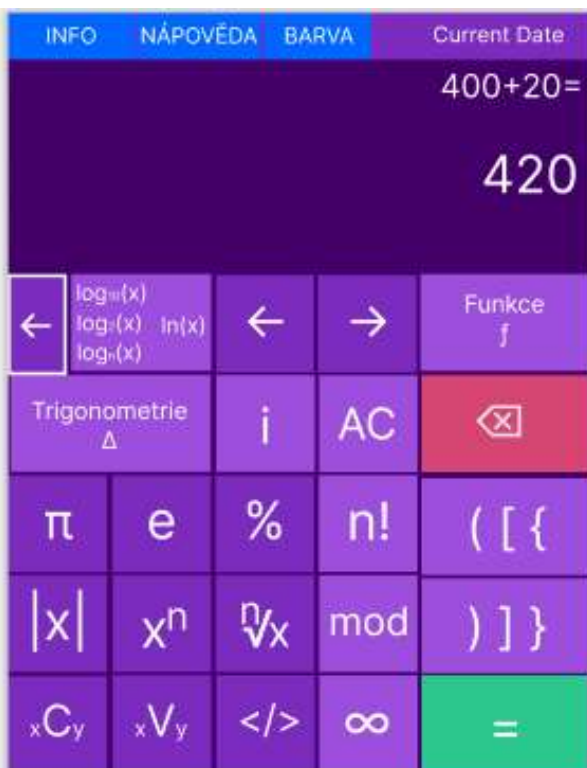 INFO NÁPOVĚDA BARVA Current Date
400+20=
420
← log₁₀(x) ← → Funkce
log₂(x) ln(x) ƒ
logₙ(x)
Trigonometrie i AC
Δ
π e % n! ( [ {
|x| xⁿ ⁿ√x mod ) ] }
ₓCᵧ ₓVᵧ </> ∞ =